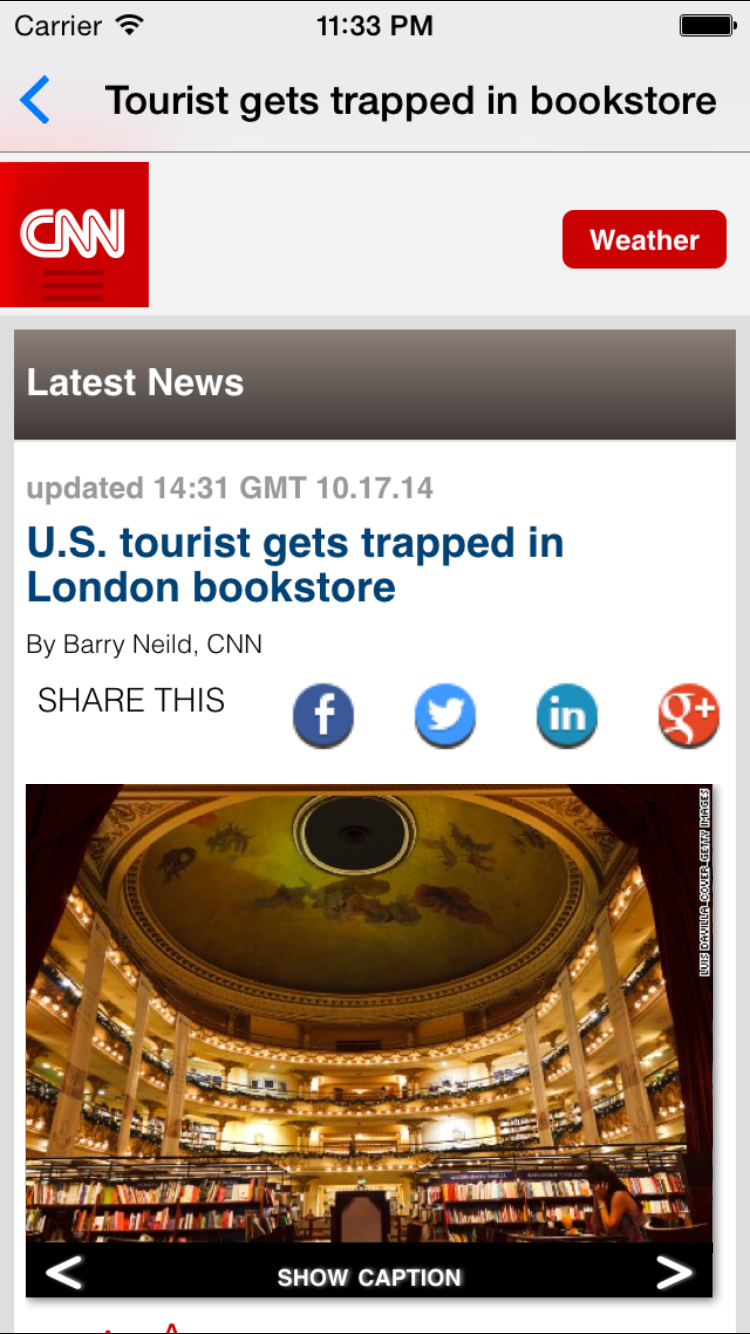 Carrier
11:33 PM
Tourist gets trapped in bookstore
CNN
Weather
Latest News
updated 14:31 GMT 10.17.14
U.S. tourist gets trapped in
London bookstore
By Barry Neild, CNN
SHARE THIS
f
in
g+
LUIS DAVILLA COVER GETTY IMAGES
< SHOW CAPTION >